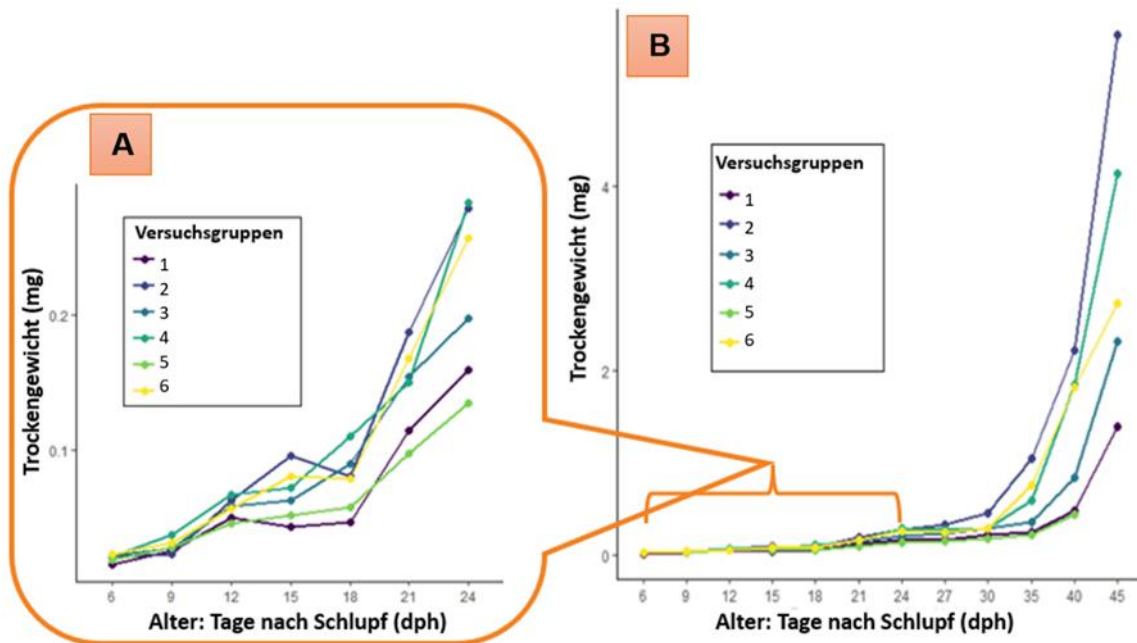 A
Versuchsgruppen
1
2
3
4
5
6
Trockengewicht (mg)
0.2
0.1
6 9 12 15 18 21 24
Alter: Tage nach Schlupf (dph)
B
Versuchsgruppen
1
2
3
4
5
6
Trockengewicht (mg)
4
2
0
6 9 12 15 18 21 24 27 30 35 40 45
Alter: Tage nach Schlupf (dph)